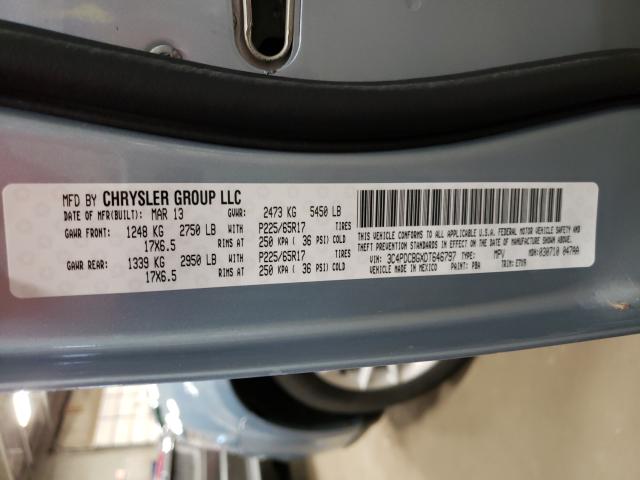 MFD BY CHRYSLER GROUP LLC
DATE OF MFR(BUILT): MAR 13 GVWR: 2473 KG 5450 LB
GAWR FRONT: 1248 KG 2750 LB WITH P225/65R17 TIRES
17X6.5 RIMS AT 250 KPA ( 36 PSI) COLD
GAWR REAR: 1339 KG 2950 LB WITH P225/65R17 TIRES
17X6.5 RIMS AT 250 KPA ( 36 PSI) COLD
THIS VEHICLE CONFORMS TO ALL APPLICABLE U.S.A. FEDERAL MOTOR VEHICLE SAFETY AND
THEFT PREVENTION STANDARDS IN EFFECT ON THE DATE OF MANUFACTURE SHOWN ABOVE.
VIN: 3C4PDCBGXDT646797 TYPE: MPV MDH: 030710 047AA
MADE IN MEXICO PAINT: PBA TRIM: